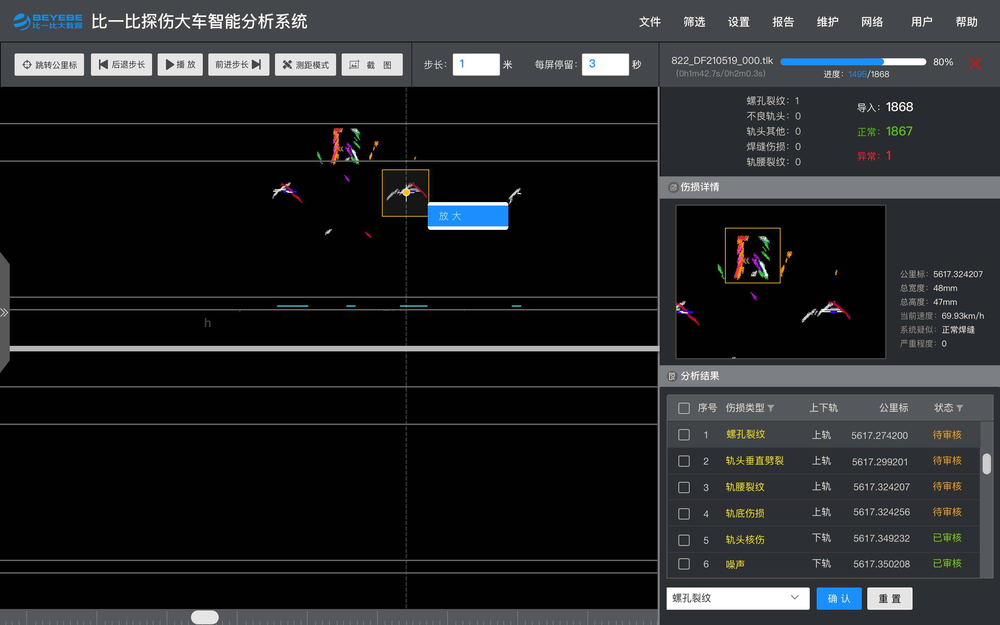 BEYEBE
比一比大数据
比一比探伤大车智能分析系统
文件 筛选 设置 报告 维护 网络 用户 帮助
跳转公里标 后退步长 播 放 前进步长 测距模式 截 图
步长： 1 米 每屏停留： 3 秒
822_DF210519_000.tlk 80%
(0h1m42.7s/0h2m0.3s)
进度：1495/1868
螺孔裂纹：1
不良轨头：0
轨头其他：0
焊缝伤损：0
轨腰裂纹：0
导入：1868
正常：1867
异常：1
放 大
h
伤损详情
公里标：5617.324207
总宽度：48mm
总高度：47mm
当前速度：69.93km/h
系统疑似：正常焊缝
严重程度：0
分析结果
序号 伤损类型 上下轨 公里标 状态
1 螺孔裂纹 上轨 5617.274200 待审核
2 轨头垂直劈裂 上轨 5617.299201 待审核
3 轨腰裂纹 上轨 5617.324207 待审核
4 轨底伤损 上轨 5617.324256 待审核
5 轨头核伤 下轨 5617.349232 已审核
6 噪声 下轨 5617.350208 已审核
螺孔裂纹 确 认 重 置